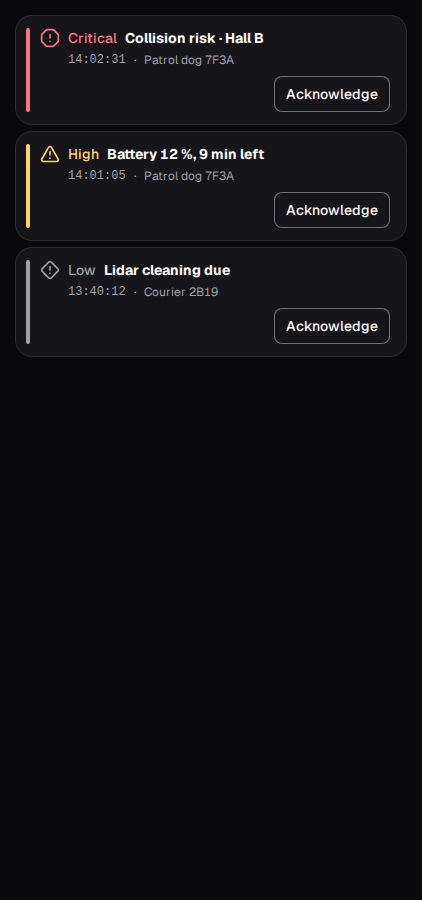 Critical Collision risk · Hall B
14:02:31 · Patrol dog 7F3A
Acknowledge
High Battery 12 %, 9 min left
14:01:05 · Patrol dog 7F3A
Acknowledge
Low Lidar cleaning due
13:40:12 · Courier 2B19
Acknowledge